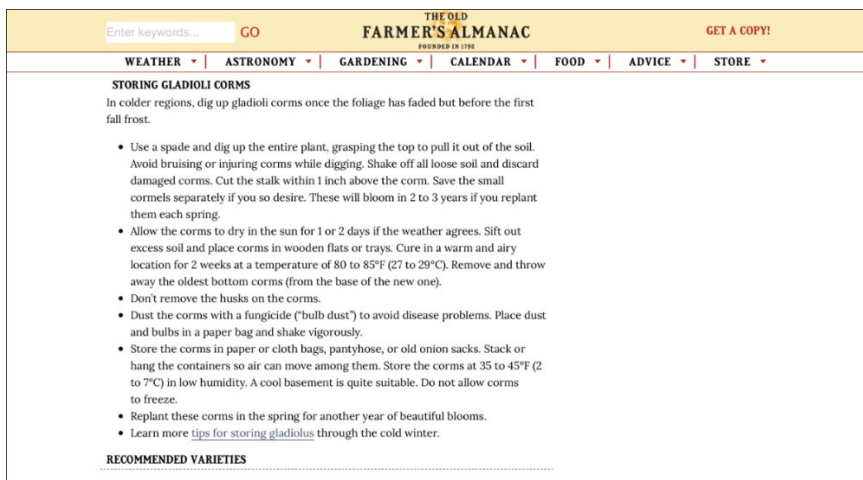 Enter keywords...
GO
THE OLD
FARMER'S ALMANAC
FOUNDED IN 1792
GET A COPY!
WEATHER ASTRONOMY GARDENING CALENDAR FOOD ADVICE STORE
STORING GLADIOLI CORMS
In colder regions, dig up gladioli corms once the foliage has faded but before the first
fall frost.
• Use a spade and dig up the entire plant, grasping the top to pull it out of the soil.
Avoid bruising or injuring corms while digging. Shake off all loose soil and discard
damaged corms. Cut the stalk within 1 inch above the corm. Save the small
cormels separately if you so desire. These will bloom in 2 to 3 years if you replant
them each spring.
• Allow the corms to dry in the sun for 1 or 2 days if the weather agrees. Sift out
excess soil and place corms in wooden flats or trays. Cure in a warm and airy
location for 2 weeks at a temperature of 80 to 85°F (27 to 29°C). Remove and throw
away the oldest bottom corms (from the base of the new one).
• Don't remove the husks on the corms.
• Dust the corms with a fungicide (“bulb dust”) to avoid disease problems. Place dust
and bulbs in a paper bag and shake vigorously.
• Store the corms in paper or cloth bags, pantyhose, or old onion sacks. Stack or
hang the containers so air can move among them. Store the corms at 35 to 45°F (2
to 7°C) in low humidity. A cool basement is quite suitable. Do not allow corms
to freeze.
• Replant these corms in the spring for another year of beautiful blooms.
• Learn more tips for storing gladiolus through the cold winter.
RECOMMENDED VARIETIES